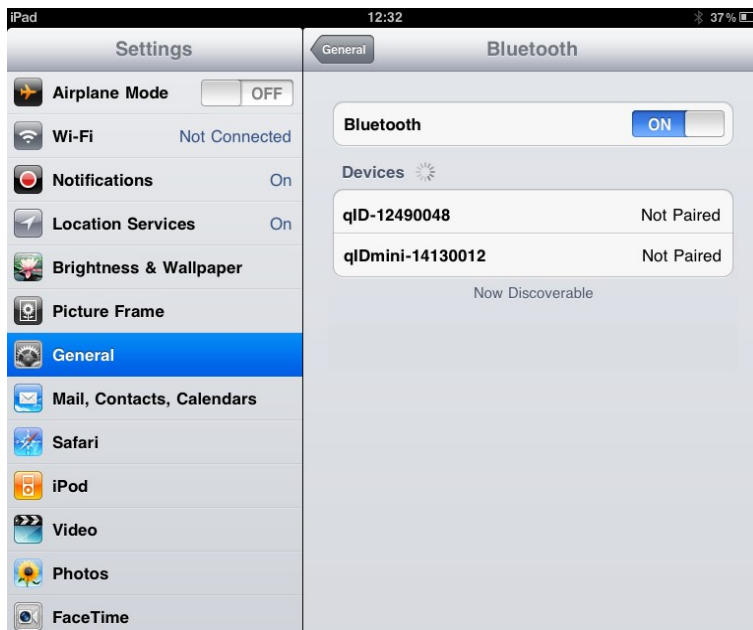 iPad 12:32 37%
Settings
Airplane Mode OFF
Wi-Fi Not Connected
Notifications On
Location Services On
Brightness & Wallpaper
Picture Frame
General
Mail, Contacts, Calendars
Safari
iPod
Video
Photos
FaceTime
General Bluetooth
Bluetooth ON
Devices
qID-12490048 Not Paired
qIDmini-14130012 Not Paired
Now Discoverable